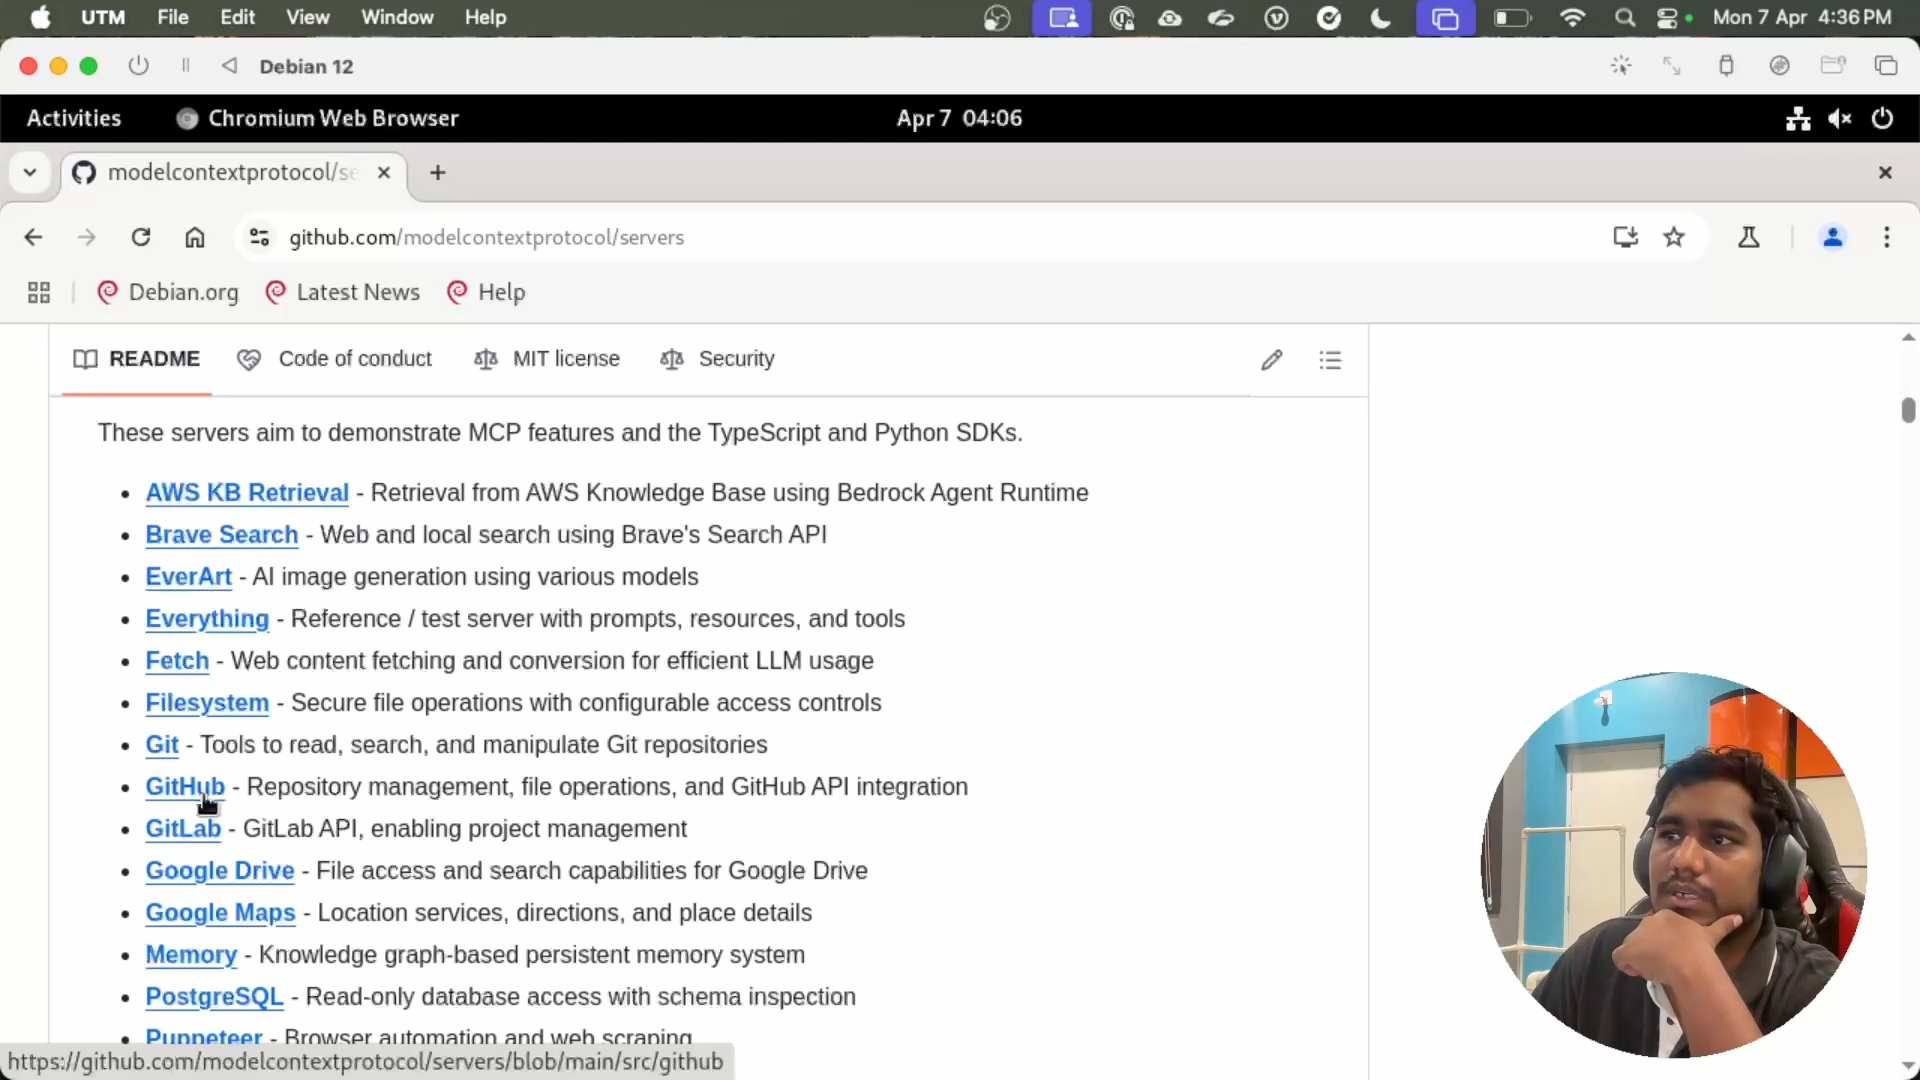 UTM File Edit View Window Help Mon 7 Apr 4:36 PM
Debian 12
Activities Chromium Web Browser Apr 7 04:06
modelcontextprotocol/se
github.com/modelcontextprotocol/servers
Debian.org Latest News Help
README Code of conduct MIT license Security
These servers aim to demonstrate MCP features and the TypeScript and Python SDKs.
• AWS KB Retrieval - Retrieval from AWS Knowledge Base using Bedrock Agent Runtime
• Brave Search - Web and local search using Brave's Search API
• EverArt - AI image generation using various models
• Everything - Reference / test server with prompts, resources, and tools
• Fetch - Web content fetching and conversion for efficient LLM usage
• Filesystem - Secure file operations with configurable access controls
• Git - Tools to read, search, and manipulate Git repositories
• GitHub - Repository management, file operations, and GitHub API integration
• GitLab - GitLab API, enabling project management
• Google Drive - File access and search capabilities for Google Drive
• Google Maps - Location services, directions, and place details
• Memory - Knowledge graph-based persistent memory system
• PostgreSQL - Read-only database access with schema inspection
• Puppeteer - Browser automation and web scraping
https://github.com/modelcontextprotocol/servers/blob/main/src/github